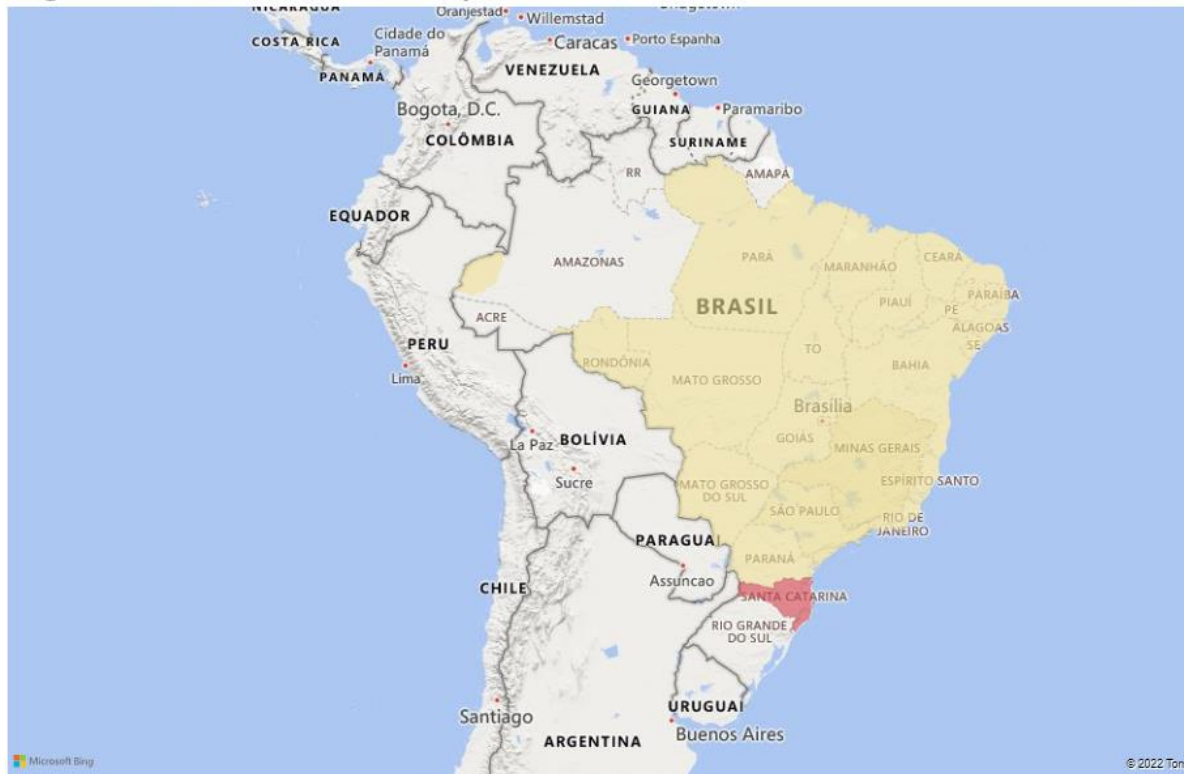 Oranjestad
Willemstad
COSTA RICA
Cidade do
Panamá
Caracas
Porto Espanha
PANAMÁ
VENEZUELA
Georgetown
Bogota, D.C.
GUIANA
Paramaribo
COLÔMBIA
SURINAME
RR
AMAPÁ
EQUADOR
AMAZONAS
PARÁ
MARANHÃO
CEARÁ
BRASIL
PIAUÍ
PARAÍBA
PE
ACRE
ALAGOAS
SE
PERU
TO
RONDÔNIA
BAHIA
Lima
MATO GROSSO
Brasília
La Paz
BOLÍVIA
GOIÁS
MINAS GERAIS
Sucre
MATO GROSSO
DO SUL
ESPÍRITO SANTO
SÃO PAULO
RIO DE
JANEIRO
PARAGUAI
PARANÁ
Assuncao
CHILE
SANTA CATARINA
RIO GRANDE
DO SUL
URUGUAI
Santiago
Buenos Aires
ARGENTINA
Microsoft Bing
© 2022 Tom